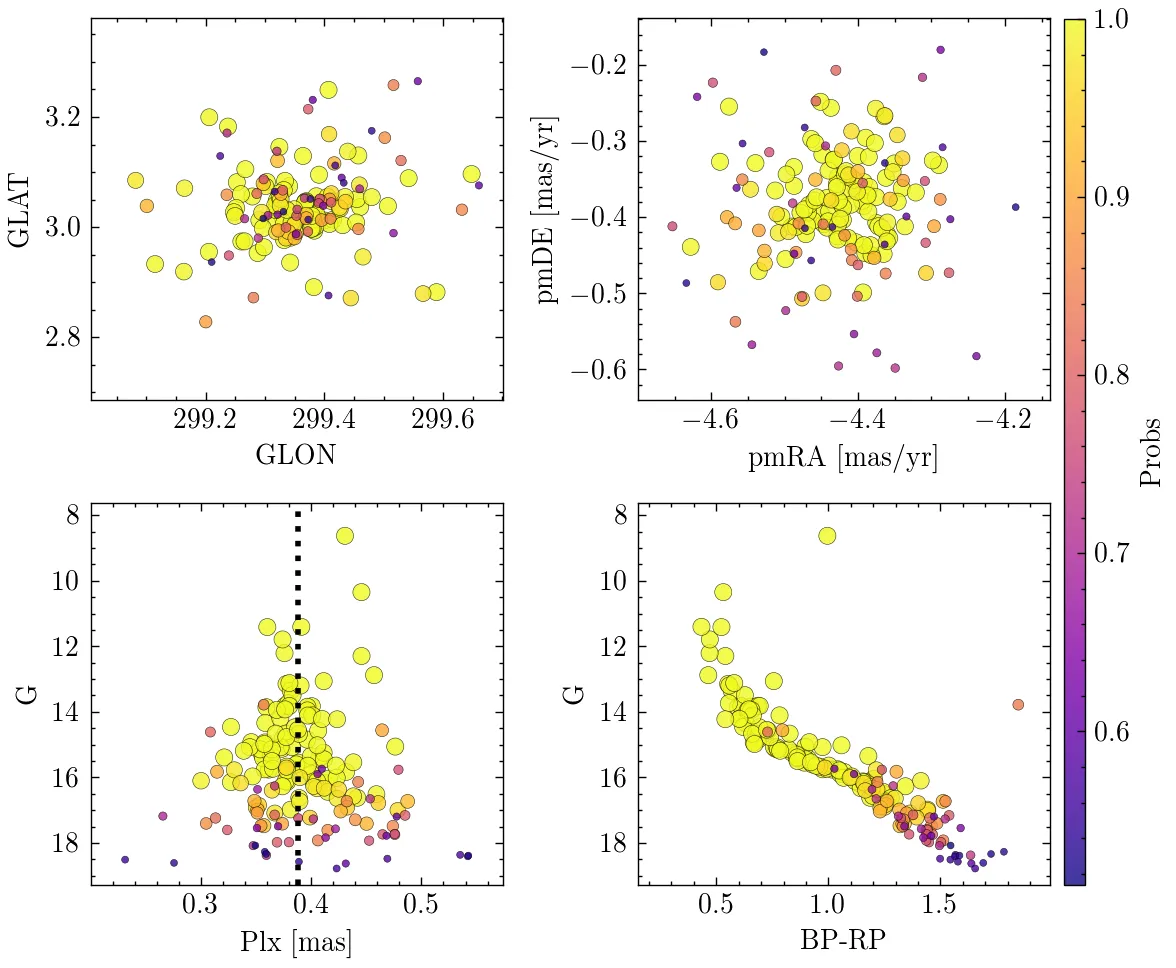 3.2
3.0
2.8
GLAT
299.2 299.4 299.6
GLON
−0.2
−0.3
−0.4
−0.5
−0.6
pmDE [mas/yr]
−4.6 −4.4 −4.2
pmRA [mas/yr]
8
10
12
14
16
18
G
0.3 0.4 0.5
Plx [mas]
8
10
12
14
16
18
G
0.5 1.0 1.5
BP-RP
1.0
0.9
0.8
0.7
0.6
Probs